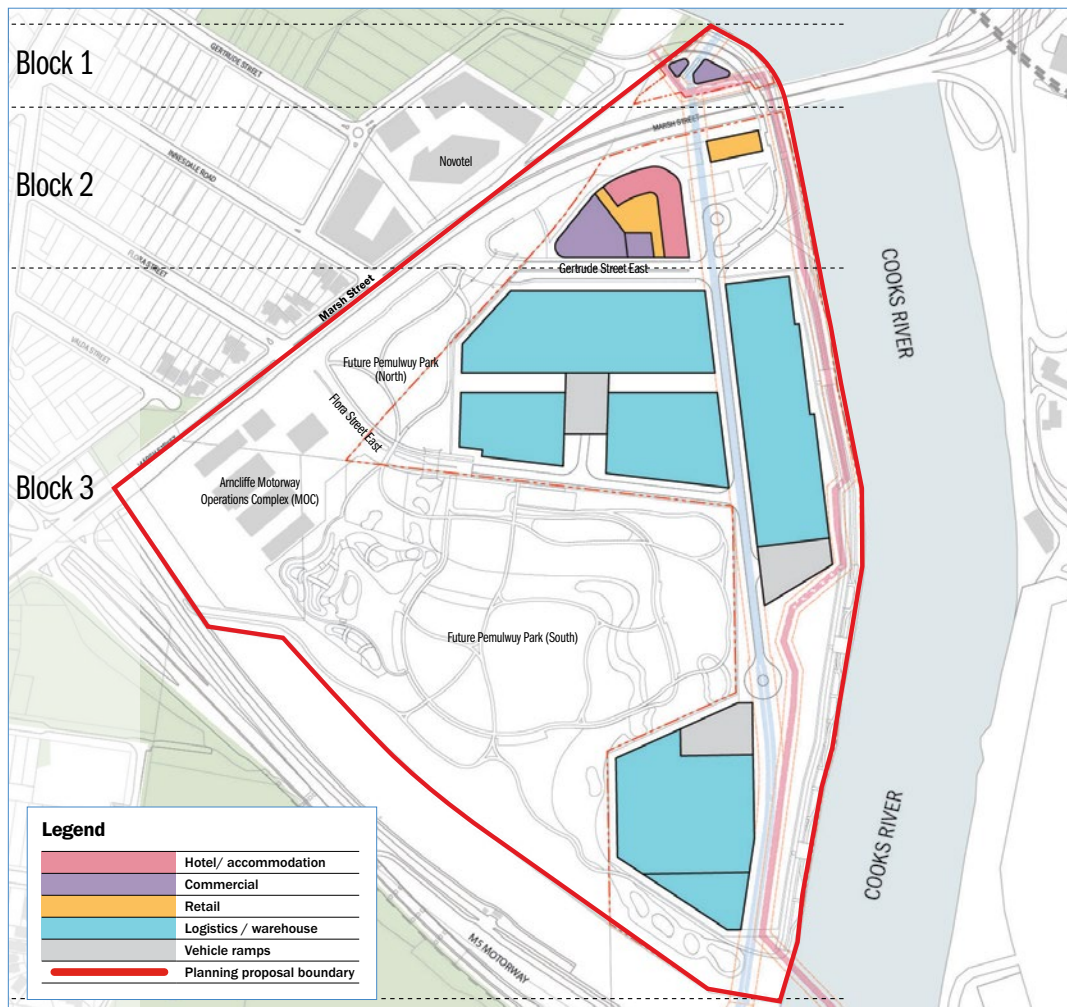 Block 1
GERTRUDE STREET
MARSH STREET
Block 2
Novotel
INNESDALE ROAD
FLORA STREET
Gertrude Street East
Marsh Street
COOKS RIVER
VALDA STREET
Future Pemulwuy Park
(North)
Flora Street East
MARSH STREET
Block 3
Arncliffe Motorway
Operations Complex (MOC)
Future Pemulwuy Park (South)
COOKS RIVER
M5 MOTORWAY
Legend
Hotel/ accommodation
Commercial
Retail
Logistics / warehouse
Vehicle ramps
Planning proposal boundary